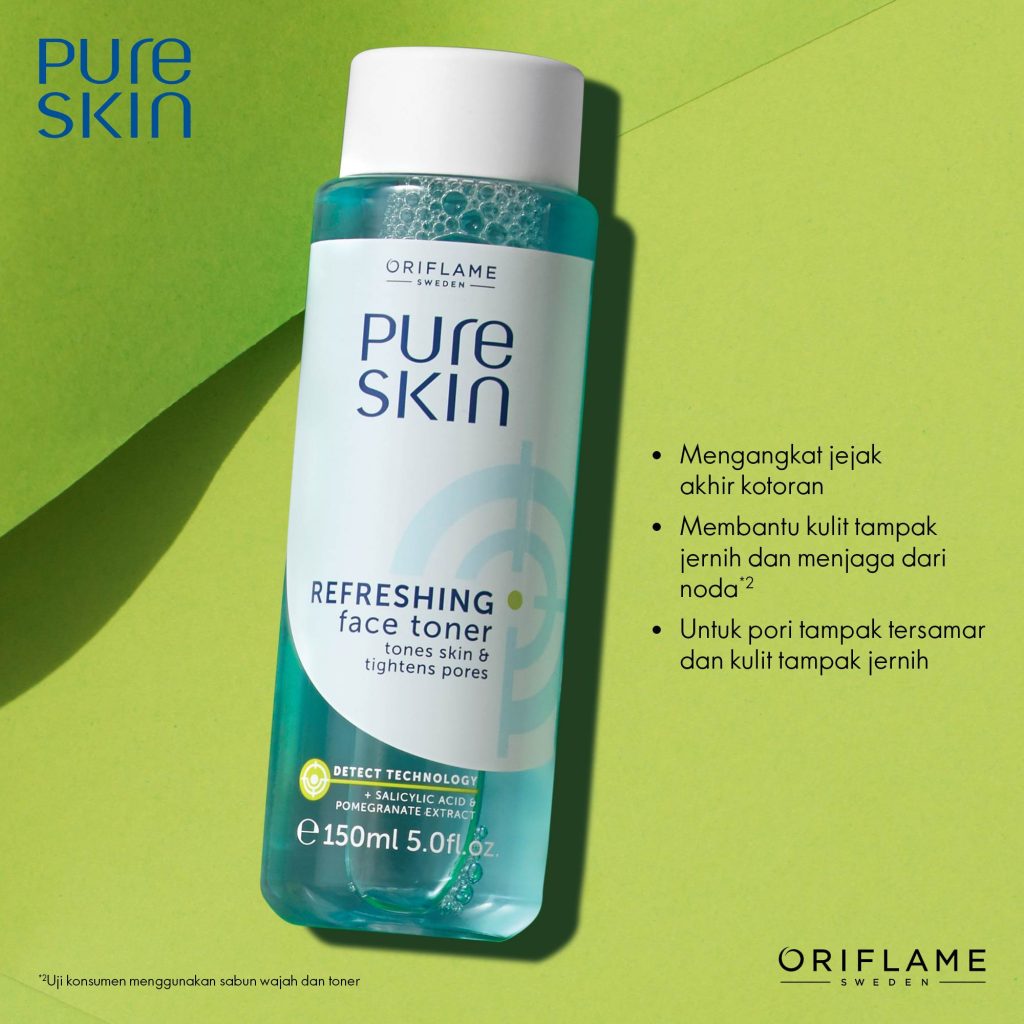 PURE
SKIN
ORIFLAME
SWEDEN
PURE
SKIN
REFRESHING
face toner
tones skin &
tightens pores
DETECT TECHNOLOGY
+ SALICYLIC ACID &
POMEGRANATE EXTRACT
℮150ml 5.0fl.oz.
• Mengangkat jejak
akhir kotoran
• Membantu kulit tampak
jernih dan menjaga dari
noda*2
• Untuk pori tampak tersamar
dan kulit tampak jernih
*2Uji konsumen menggunakan sabun wajah dan toner
ORIFLAME
SWEDEN